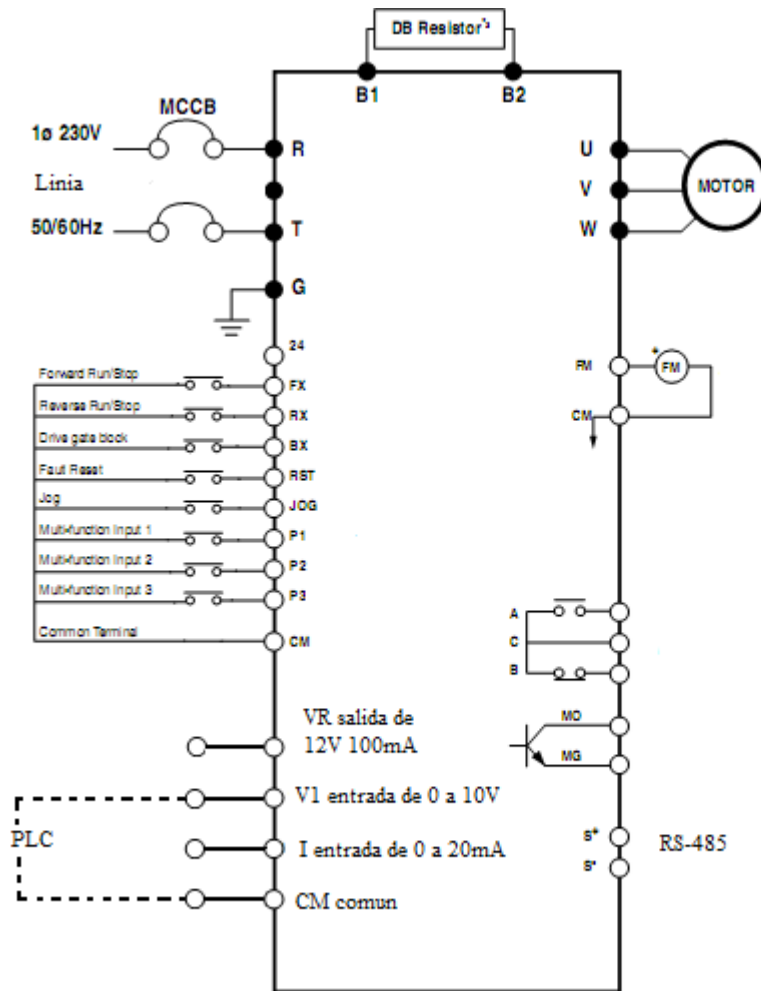 DB Resistor*²
B1 B2
MCCB
1ø 230V
R
U
Linia
V
MOTOR
50/60Hz
T
W
G
24
Forward Run/Stop
FX
FM
+
FM
Reverse Run/Stop
RX
CM
Drive gate block
BX
Fault Reset
RST
Jog
JOG
Multi-function Input 1
P1
Multi-function Input 2
P2
Multi-function Input 3
P3
A
Common Terminal
CM
C
B
VR salida de
12V 100mA
MO
MG
V1 entrada de 0 a 10V
PLC
I entrada de 0 a 20mA
S+
RS-485
S-
CM comun